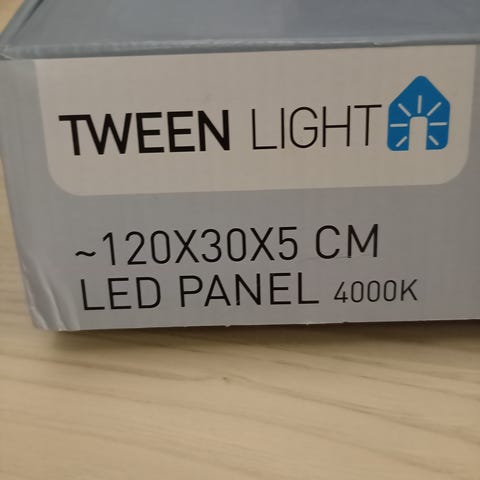 TWEEN LIGHT
~120X30X5 CM
LED PANEL 4000K